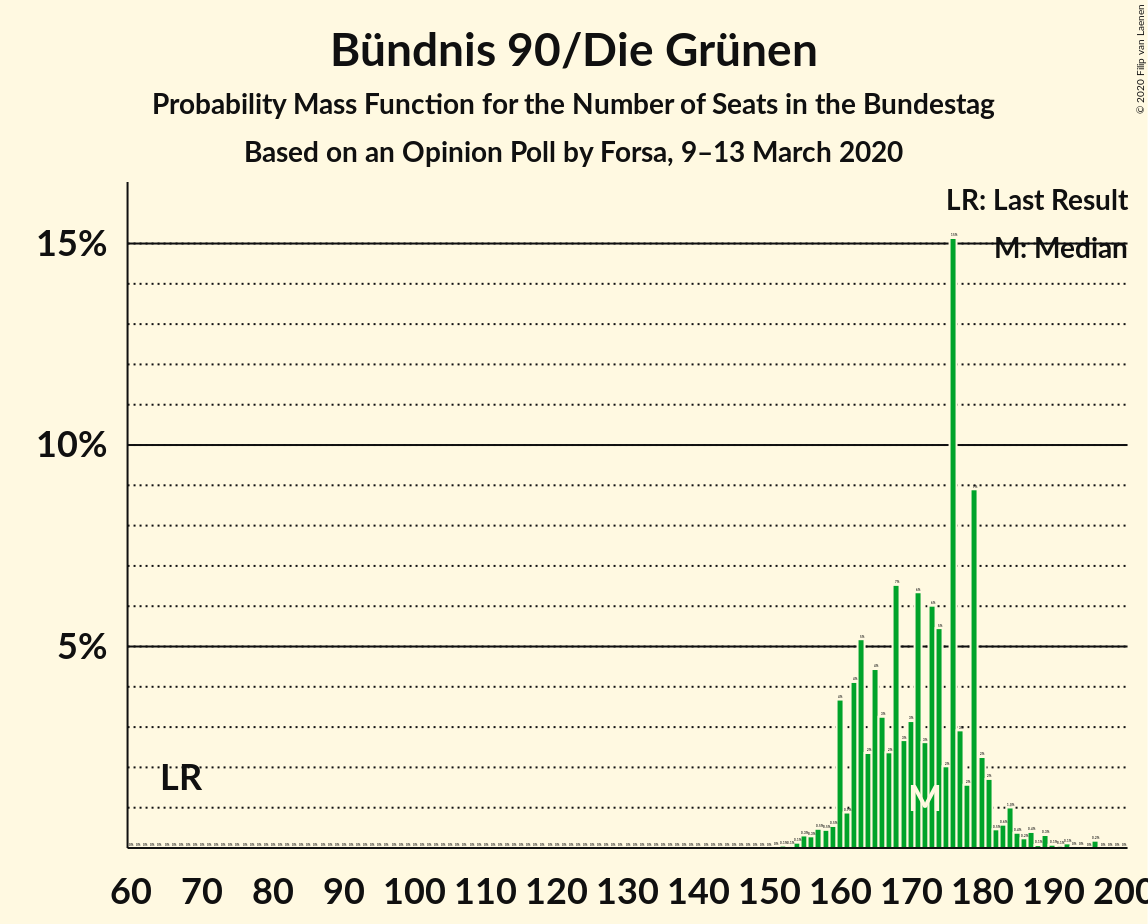 Bündnis 90/Die Grünen
Probability Mass Function for the Number of Seats in the Bundestag
Based on an Opinion Poll by Forsa, 9–13 March 2020
© 2020 Filip van Laenen
LR: Last Result
M: Median
15%
10%
5%
LR
M
60 70 80 90 100 110 120 130 140 150 160 170 180 190 200